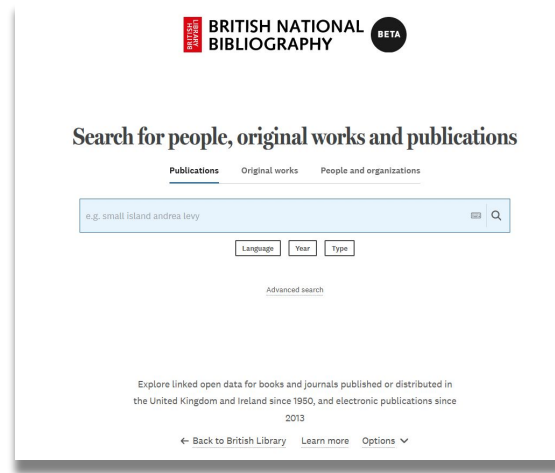 BRITISH LIBRARY
BRITISH NATIONAL
BIBLIOGRAPHY
BETA
Search for people, original works and publications
Publications Original works People and organizations
e.g. small island andrea levy
Language Year Type
Advanced search
Explore linked open data for books and journals published or distributed in
the United Kingdom and Ireland since 1950, and electronic publications since
2013
← Back to British Library Learn more Options